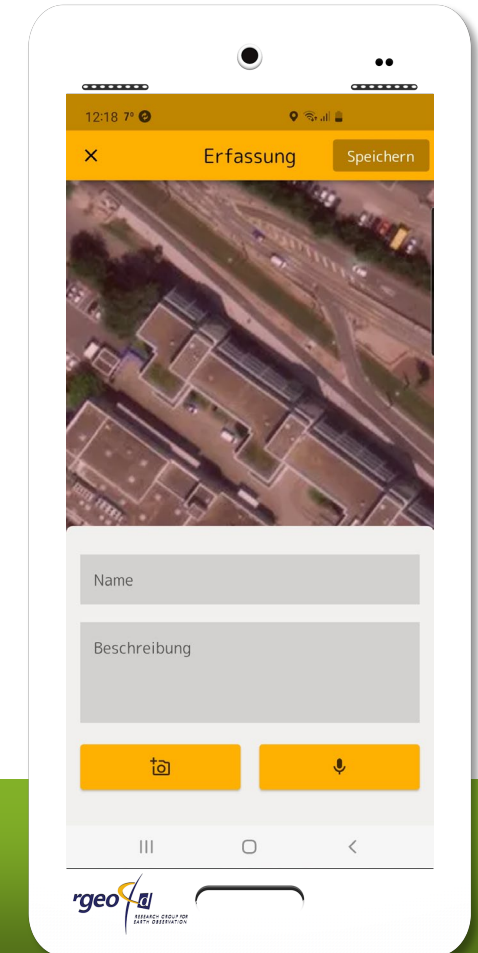 12:18 7°
Erfassung
Speichern
Name
Beschreibung
rgeo d
RESEARCH GROUP FOR
EARTH OBSERVATION